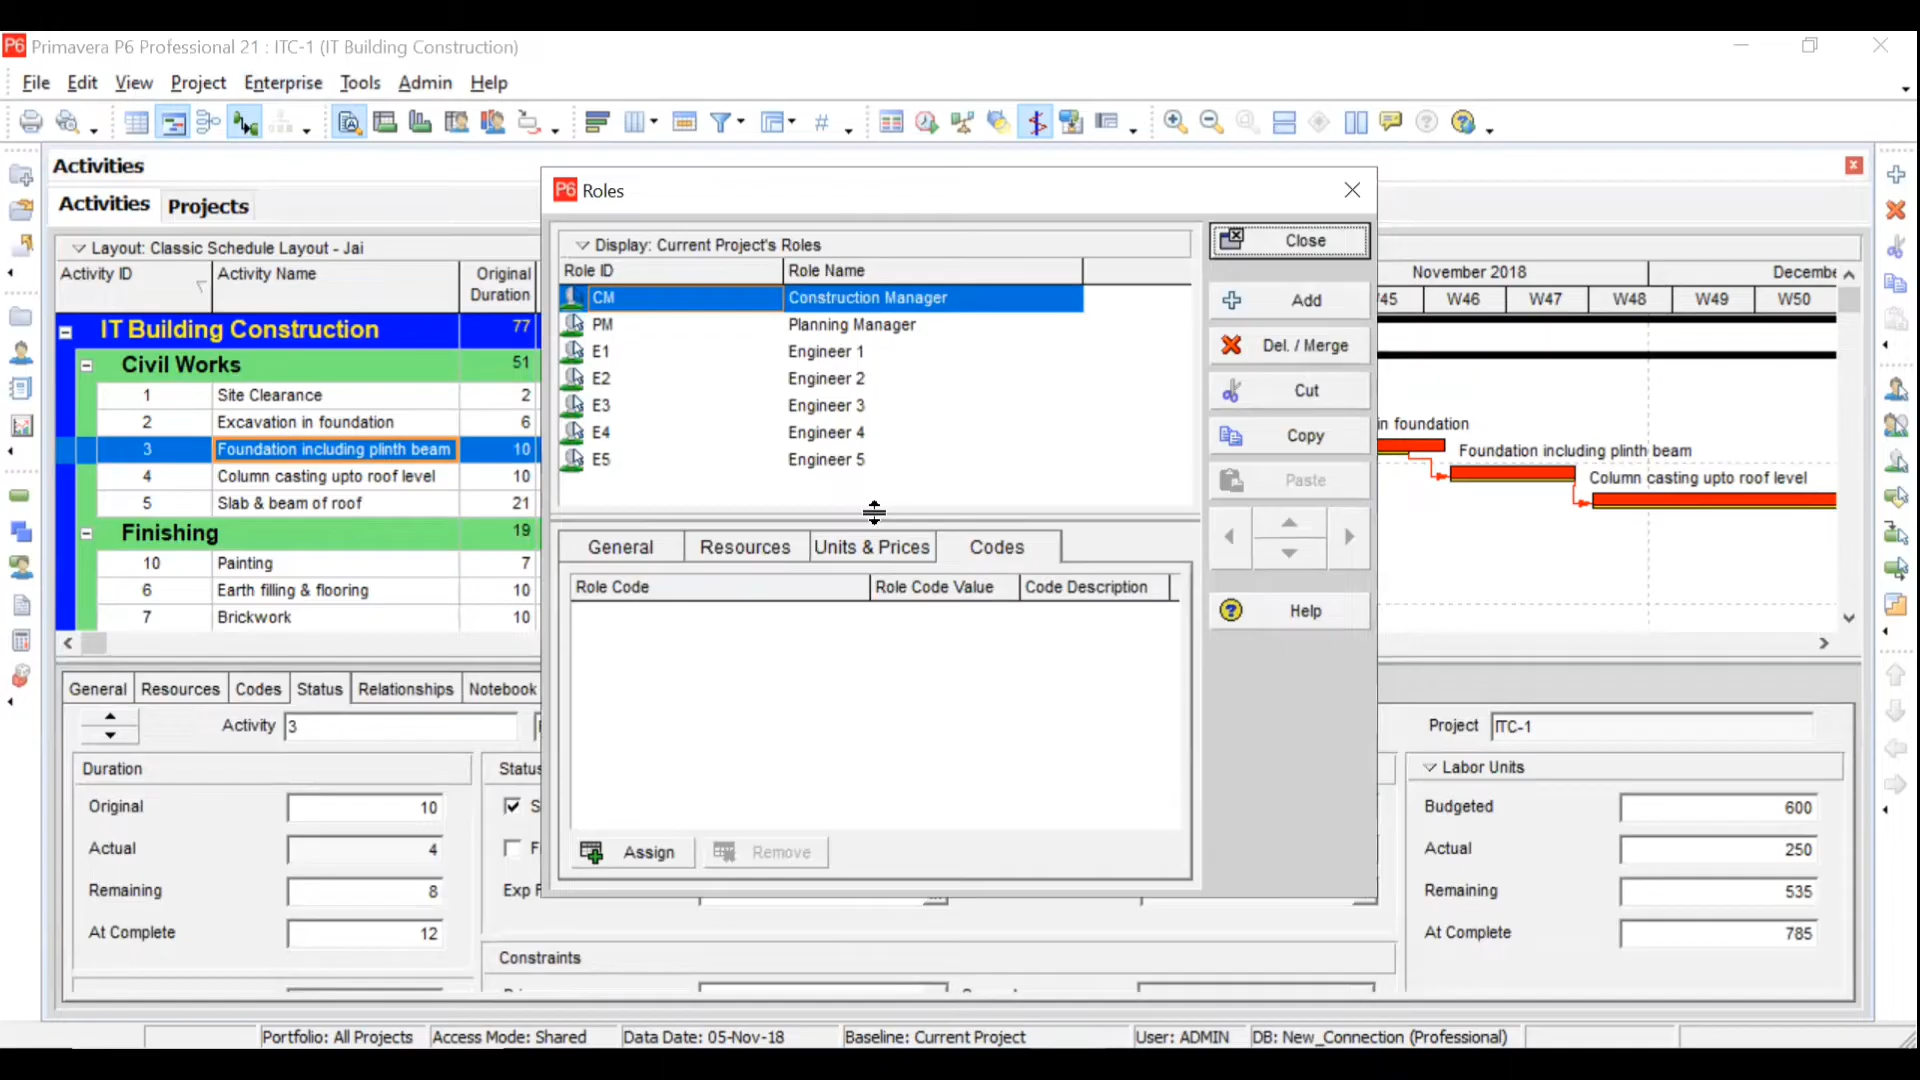 P6 Primavera P6 Professional 21 : ITC-1 (IT Building Construction)
File Edit View Project Enterprise Tools Admin Help
Activities
Activities Projects
Layout: Classic Schedule Layout - Jai
Activity ID Activity Name Original Duration
IT Building Construction 77
Civil Works 51
1 Site Clearance 2
2 Excavation in foundation 6
3 Foundation including plinth beam 10
4 Column casting upto roof level 10
5 Slab & beam of roof 21
Finishing 19
10 Painting 7
6 Earth filling & flooring 10
7 Brickwork 10
P6 Roles
Display: Current Project's Roles
Role ID Role Name
CM Construction Manager
PM Planning Manager
E1 Engineer 1
E2 Engineer 2
E3 Engineer 3
E4 Engineer 4
E5 Engineer 5
General Resources Units & Prices Codes
Role Code Role Code Value Code Description
Assign Remove
Close
Add
Del. / Merge
Cut
Copy
Paste
Help
November 2018 Decembe
45 W46 W47 W48 W49 W50
in foundation
Foundation including plinth beam
Column casting upto roof level
General Resources Codes Status Relationships Notebook
Activity 3 Project ITC-1
Duration
Original 10
Actual 4
Remaining 8
At Complete 12
Status
S
F
Exp F
Constraints
Labor Units
Budgeted 600
Actual 250
Remaining 535
At Complete 785
Portfolio: All Projects Access Mode: Shared Data Date: 05-Nov-18 Baseline: Current Project User: ADMIN DB: New_Connection (Professional)